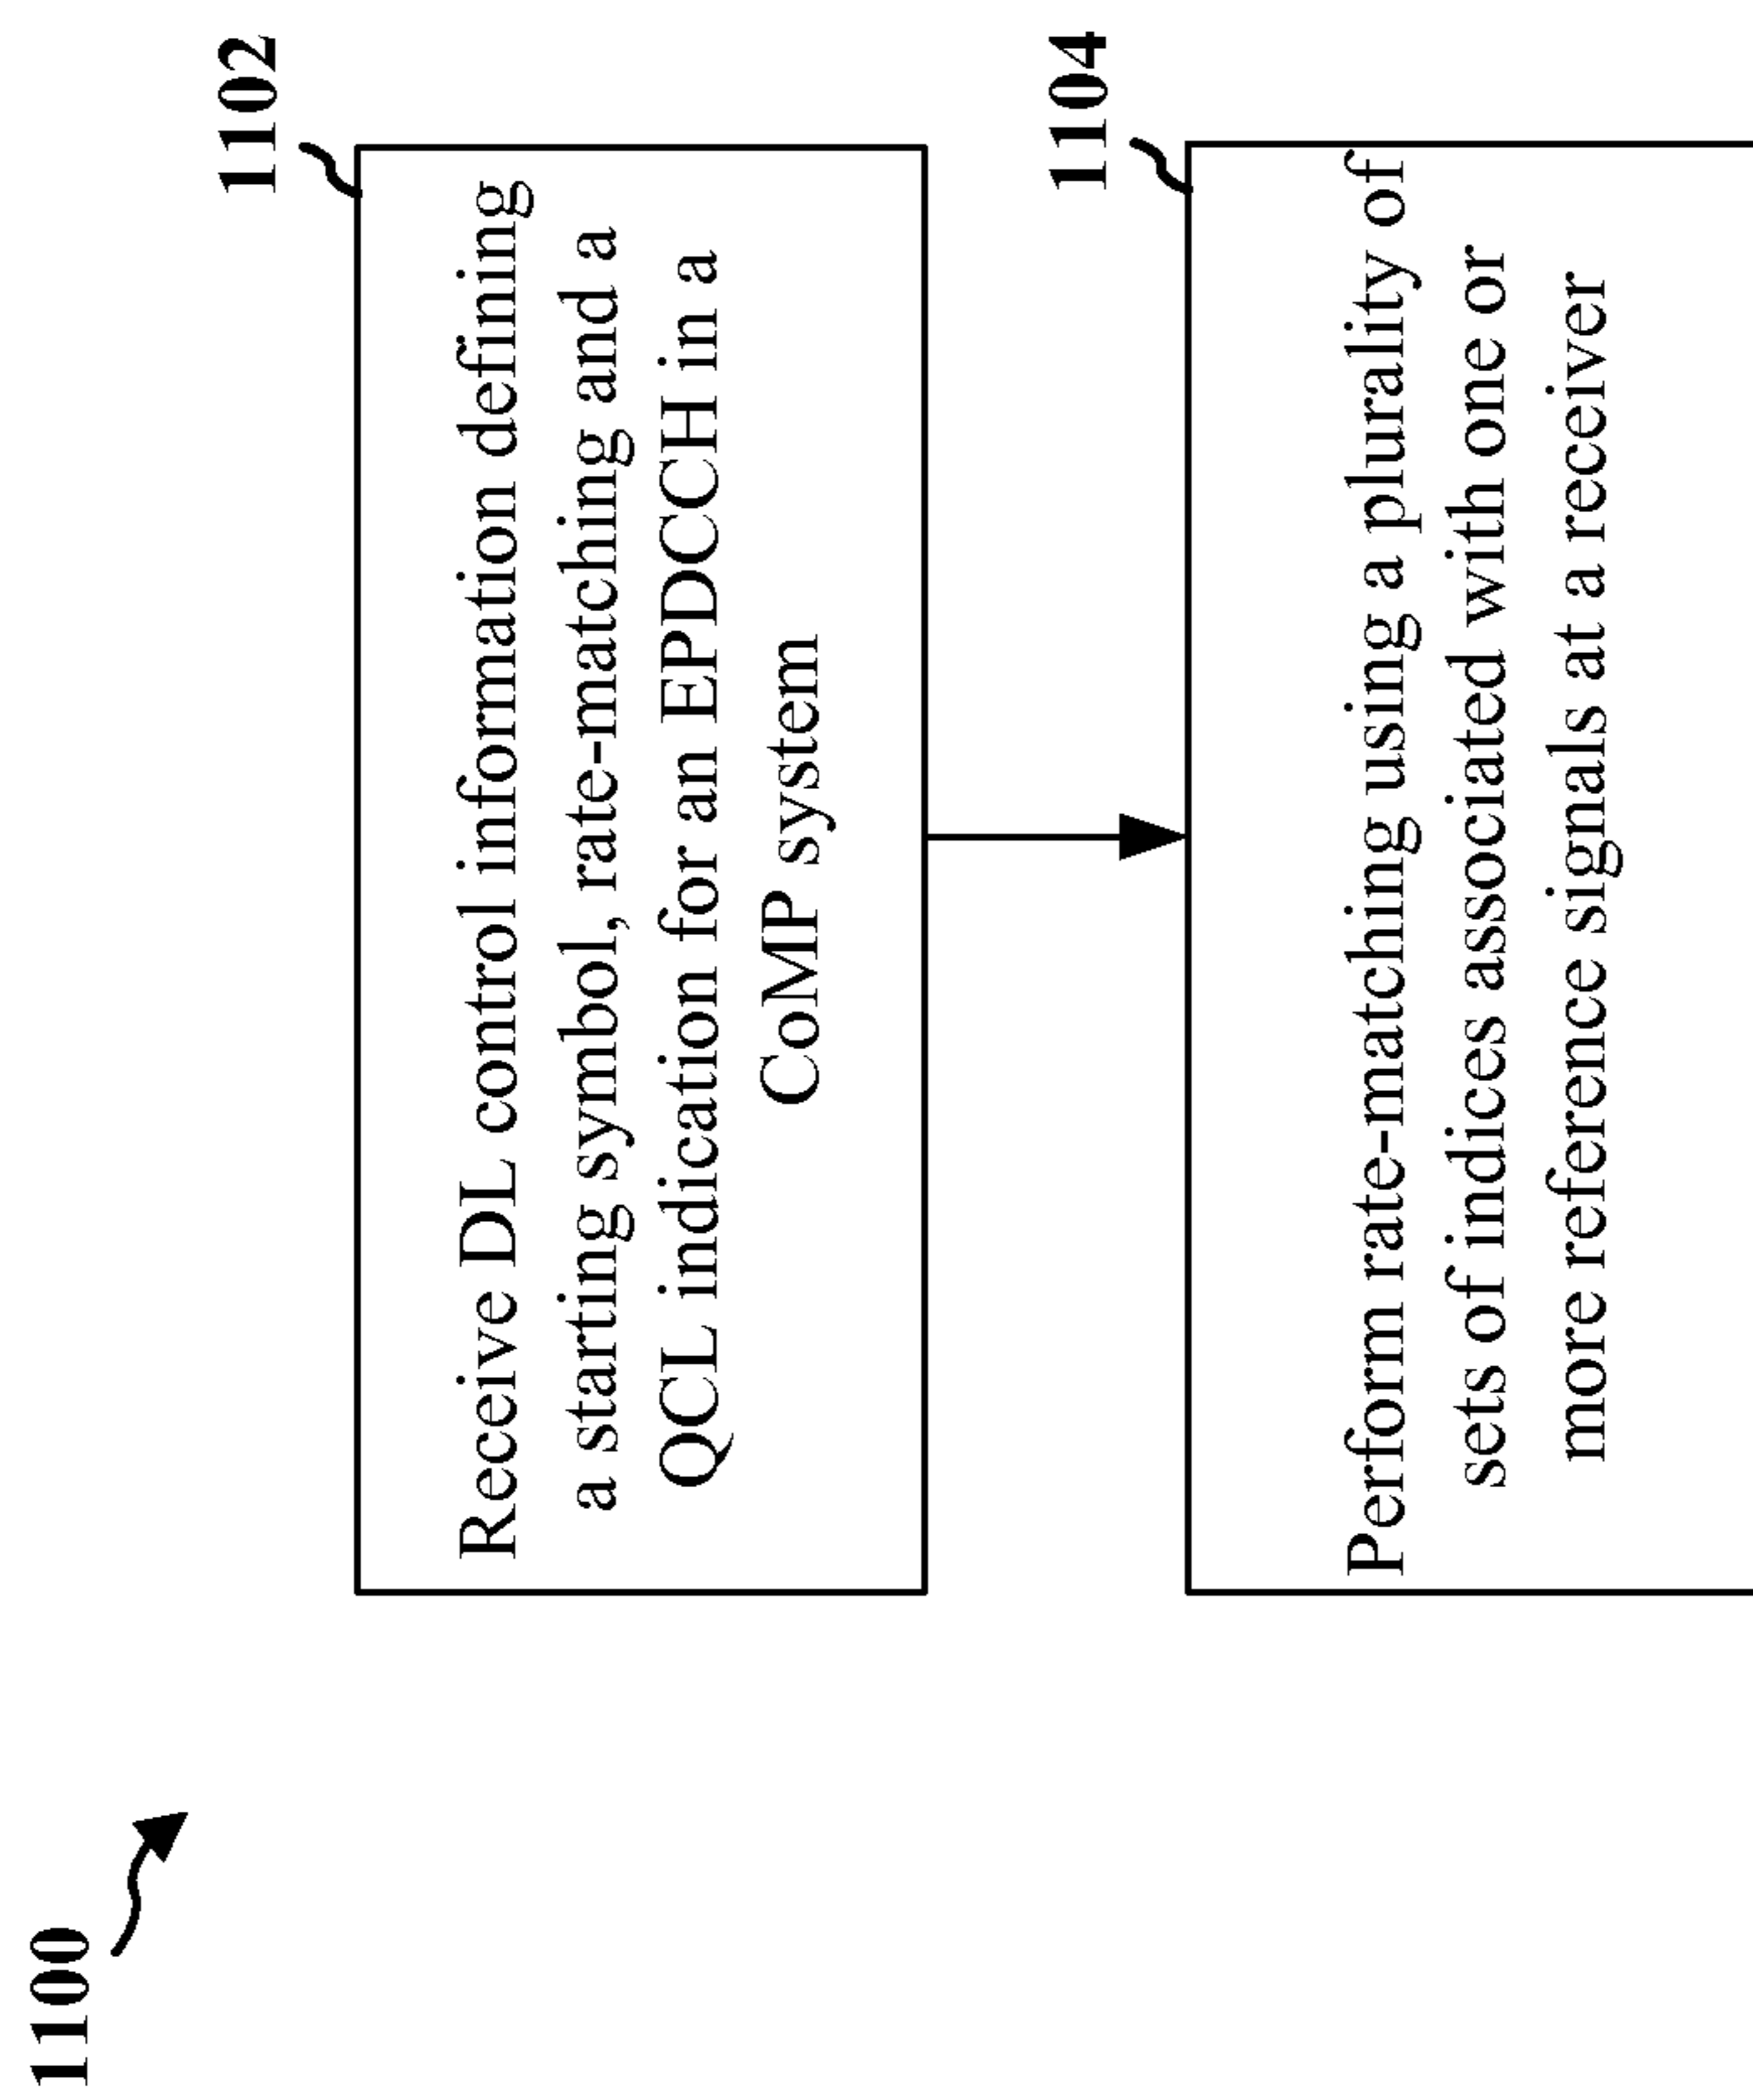 1100
1102
Receive DL control information defining
a starting symbol, rate-matching and a
QCL indication for an EPDCCH in a
CoMP system
1104
Perform rate-matching using a plurality of
sets of indices associated with one or
more reference signals at a receiver